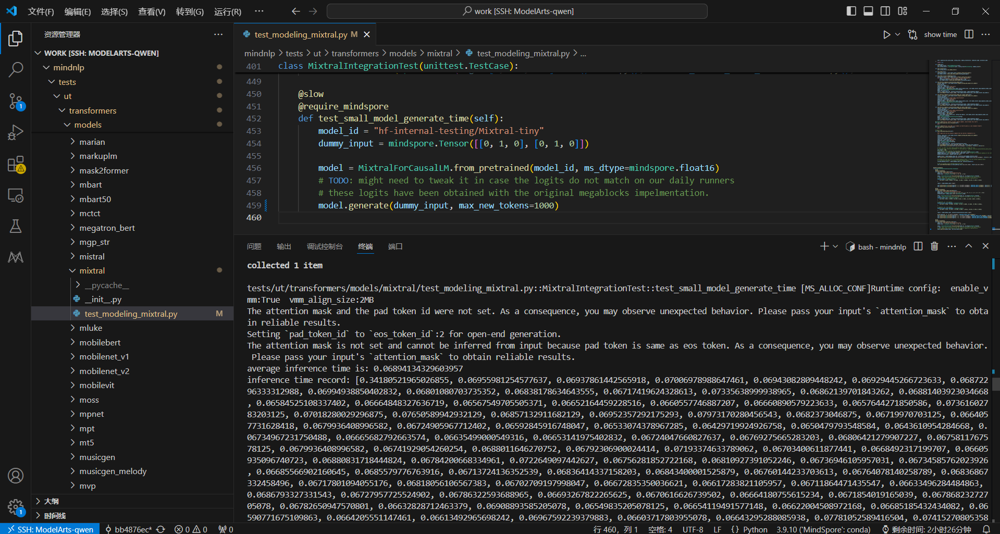 文件(F) 编辑(E) 选择(S) 查看(V) 转到(G) 运行(R) ··· work [SSH: ModelArts-qwen]
资源管理器
WORK [SSH: MODELARTS-QWEN]
mindnlp
tests
ut
transformers
models
marian
markuplm
mask2former
mbart
mbart50
mctct
megatron_bert
mgp_str
mistral
mixtral
__pycache__
__init__.py
test_modeling_mixtral.py M
mluke
mobilebert
mobilenet_v1
mobilenet_v2
mobilevit
moss
mpnet
mpt
mt5
musicgen
musicgen_melody
mvp
大纲
时间线
1
1
test_modeling_mixtral.py M
show time
mindnlp > tests > ut > transformers > models > mixtral > test_modeling_mixtral.py > ...
401 class MixtralIntegrationTest(unittest.TestCase):
449
450 @slow
451 @require_mindspore
452 def test_small_model_generate_time(self):
453 model_id = "hf-internal-testing/Mixtral-tiny"
454 dummy_input = mindspore.Tensor([[0, 1, 0], [0, 1, 0]])
455
456 model = MixtralForCausalLM.from_pretrained(model_id, ms_dtype=mindspore.float16)
457 # TODO: might need to tweak it in case the logits do not match on our daily runners
458 # these logits have been obtained with the original megablocks impelmentation.
459 model.generate(dummy_input, max_new_tokens=1000)
460
问题 输出 调试控制台 终端 端口
bash - mindnlp
collected 1 item
tests/ut/transformers/models/mixtral/test_modeling_mixtral.py::MixtralIntegrationTest::test_small_model_generate_time [MS_ALLOC_CONF]Runtime config:  enable_v
mm:True  vmm_align_size:2MB
The attention mask and the pad token id were not set. As a consequence, you may observe unexpected behavior. Please pass your input's `attention_mask` to obta
in reliable results.
Setting `pad_token_id` to `eos_token_id`:2 for open-end generation.
The attention mask is not set and cannot be inferred from input because pad token is same as eos token. As a consequence, you may observe unexpected behavior.
Please pass your input's `attention_mask` to obtain reliable results.
average inference time is: 0.06894134329603957
inference time record: [0.34180521965026855, 0.06955981254577637, 0.06937861442565918, 0.07006978988647461, 0.06943082809448242, 0.06929445266723633, 0.068722
96333312988, 0.06994938850402832, 0.06801080703735352, 0.06838178634643555, 0.06717419624328613, 0.07335638999938965, 0.06862139701843262, 0.06881403923034668
, 0.06584525108337402, 0.06664848327636719, 0.06567549705505371, 0.06652164459228516, 0.0660557746887207, 0.06660890579223633, 0.0657644271850586, 0.073616027
83203125, 0.07018280029296875, 0.07650589942932129, 0.06857132911682129, 0.06952357292175293, 0.07973170280456543, 0.0682373046875, 0.06719970703125, 0.066405
7731628418, 0.0679936408996582, 0.06724905967712402, 0.06592845916748047, 0.06533074378967285, 0.06429719924926758, 0.0650479793548584, 0.0643610954284668, 0.
06734967231750488, 0.06665682792663574, 0.06635499000549316, 0.06653141975402832, 0.06724047660827637, 0.06769275665283203, 0.06806421279907227, 0.0675811767​5
78125, 0.0679936408996582, 0.06741929054260254, 0.0688011646270752, 0.06792306900024414, 0.07193374633789062, 0.06703400611877441, 0.0668492317199707, 0.06605
935096740723, 0.06880831718444824, 0.06784200668334961, 0.0722649097442627, 0.06756281852722168, 0.06810927391052246, 0.06736946105957031, 0.06734585762023926
, 0.06685566902160645, 0.0685579776763916, 0.06713724136352539, 0.06836414337158203, 0.06843400001525879, 0.06760144233703613, 0.06764078140258789, 0.06836867
332458496, 0.06717801094055176, 0.06818056106567383, 0.06702709197998047, 0.06672835350036621, 0.06617283821105957, 0.06711864471435547, 0.06633496284484863,
0.0686793327331543, 0.06727957725524902, 0.06786322593688965, 0.06693267822265625, 0.0670616626739502, 0.06664180755615234, 0.0671854019165039, 0.067868232727
05078, 0.06782650947570801, 0.06632828712463379, 0.06908893585205078, 0.06549835205078125, 0.06654119491577148, 0.06622004508972168, 0.06685185432434082, 0.06
590771675109863, 0.0664205551147461, 0.06613492965698242, 0.06967592239379883, 0.06603717803955078, 0.06643295288085938, 0.07781052589416504, 0.07415270805358
SSH: ModelArts-qwen bb4876ec* 0 0 0 行 460，列 1 空格: 4 UTF-8 LF {} Python 3.9.10 ('MindSpore': conda) 剩余时间: 2小时26分钟